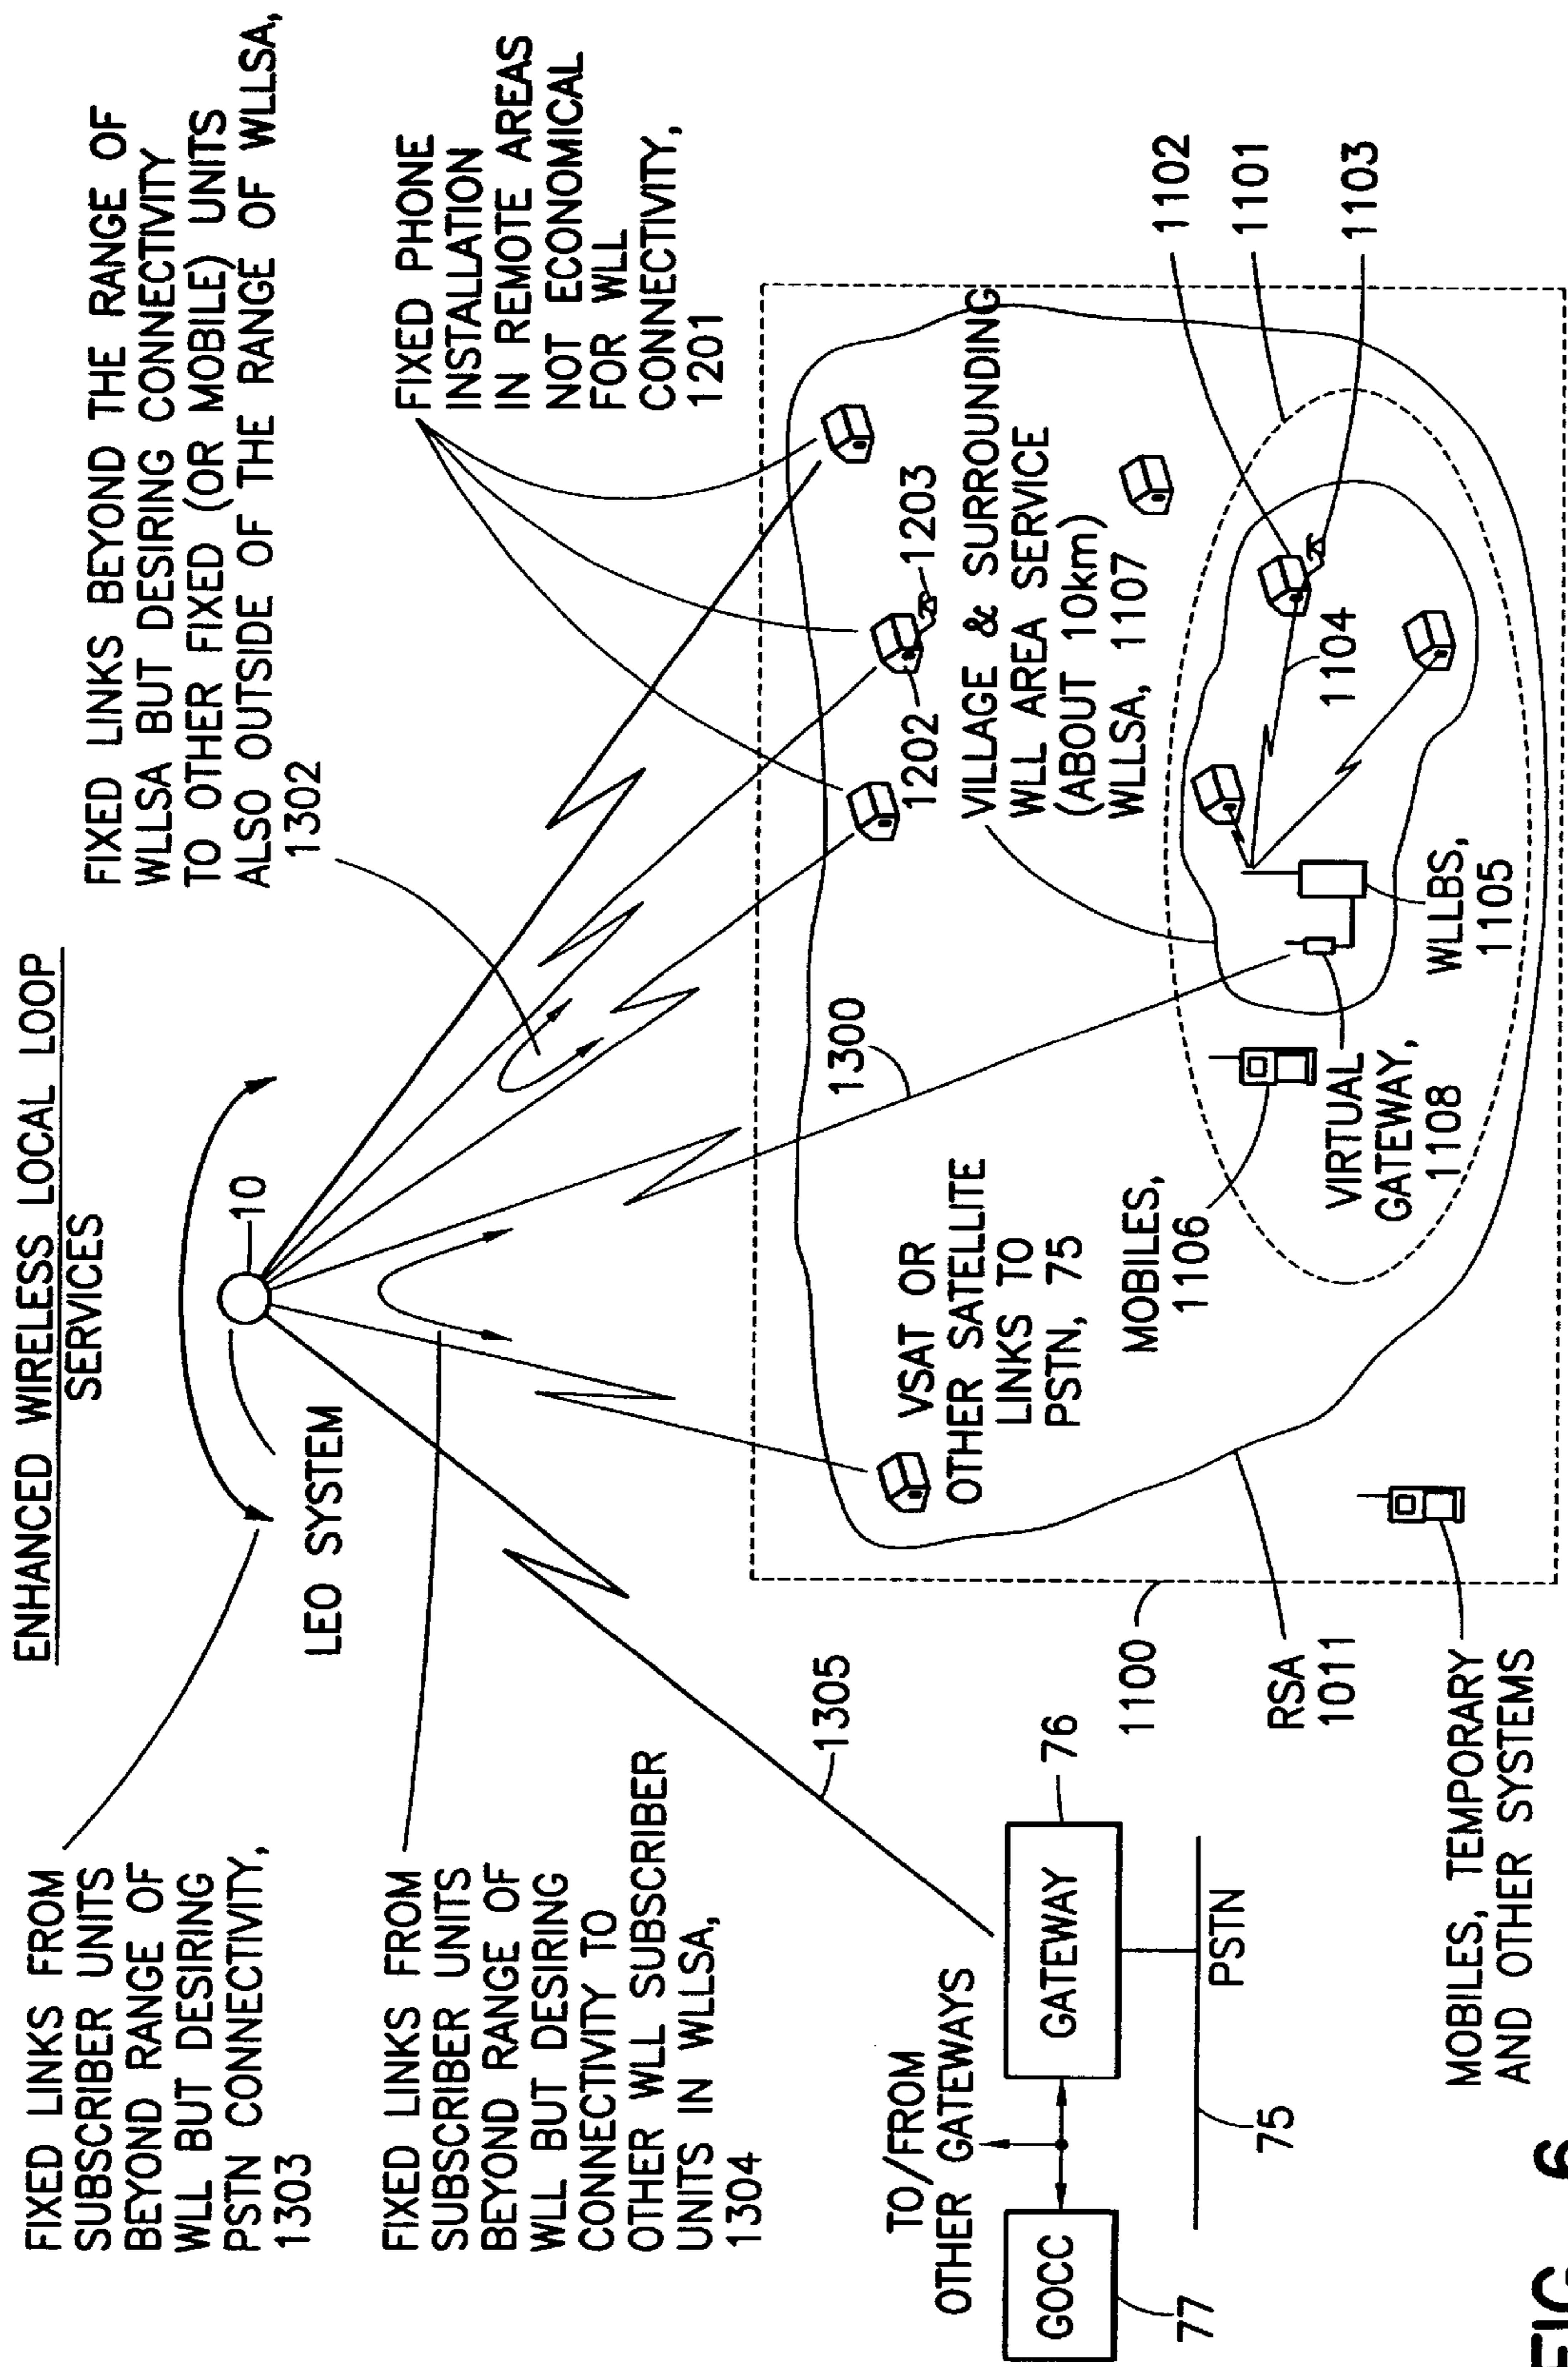 ENHANCED WIRELESS LOCAL LOOP
SERVICES
FIXED LINKS FROM
SUBSCRIBER UNITS
BEYOND RANGE OF
WLL BUT DESIRING
PSTN CONNECTIVITY,
1303
FIXED LINKS BEYOND THE RANGE OF
WLLSA BUT DESIRING CONNECTIVITY
TO OTHER FIXED (OR MOBILE) UNITS
ALSO OUTSIDE OF THE RANGE OF WLLSA,
1302
10
LEO SYSTEM
FIXED LINKS FROM
SUBSCRIBER UNITS
BEYOND RANGE OF
WLL BUT DESIRING
CONNECTIVITY TO
OTHER WLL SUBSCRIBER
UNITS IN WLLSA,
1304
FIXED PHONE
INSTALLATION
IN REMOTE AREAS
NOT ECONOMICAL
FOR WLL
CONNECTIVITY,
1201
1305
1300
1202
1203
VSAT OR
OTHER SATELLITE
LINKS TO
PSTN, 75
VILLAGE & SURROUNDING
WLL AREA SERVICE
(ABOUT 10km)
WLLSA, 1107
TO/FROM
OTHER GATEWAYS
GOCC
77
GATEWAY
76
PSTN
75
1100
MOBILES,
1106
1102
1101
1103
1104
RSA
1011
VIRTUAL
GATEWAY,
1108
WLLBS,
1105
MOBILES, TEMPORARY
AND OTHER SYSTEMS
FIG. 6